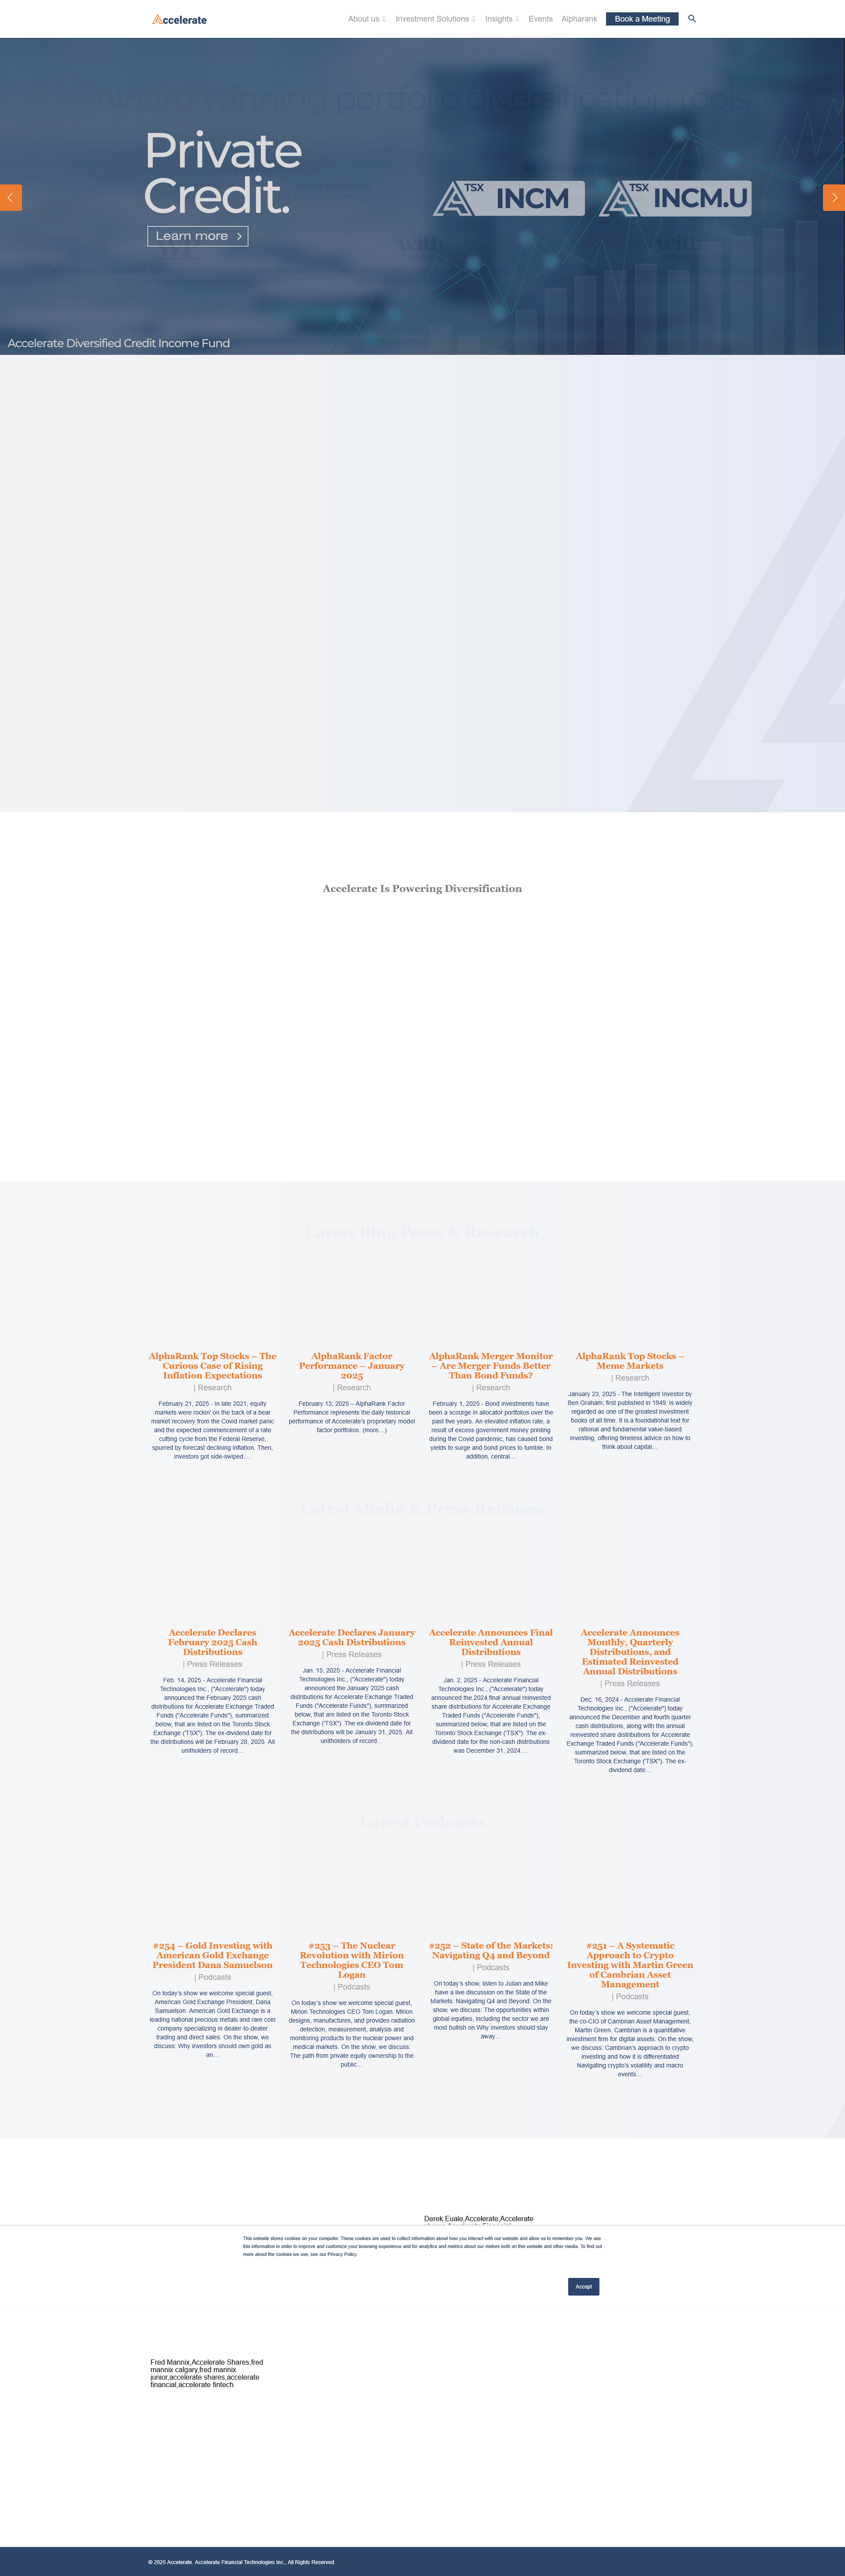 Accelerate
About us
Investment Solutions
Insights
Events
Alpharank
Book a Meeting
Award winning portfolio diversification tools
Private
Credit.
TSX INCM
TSX INCM.U
Learn more
with
with
Accelerate Diversified Credit Income Fund
Accelerate Is Powering Diversification
Latest Blog Posts & Research
AlphaRank Top Stocks – The
Curious Case of Rising
Inflation Expectations
| Research
February 21, 2025 - In late 2021, equity
markets were rockin' on the back of a bear
market recovery from the Covid market panic
and the expected commencement of a rate
cutting cycle from the Federal Reserve,
spurred by forecast declining inflation. Then,
investors got side-swiped....
AlphaRank Factor
Performance – January
2025
| Research
February 13, 2025 – AlphaRank Factor
Performance represents the daily historical
performance of Accelerate's proprietary model
factor portfolios. (more…)
AlphaRank Merger Monitor
– Are Merger Funds Better
Than Bond Funds?
| Research
February 1, 2025 - Bond investments have
been a scourge in allocator portfolios over the
past five years. An elevated inflation rate, a
result of excess government money printing
during the Covid pandemic, has caused bond
yields to surge and bond prices to tumble. In
addition, central...
AlphaRank Top Stocks –
Meme Markets
| Research
January 23, 2025 - The Intelligent Investor by
Ben Graham, first published in 1949, is widely
regarded as one of the greatest investment
books of all time. It is a foundational text for
rational and fundamental value-based
investing, offering timeless advice on how to
think about capital...
Latest Media & Press Releases
Accelerate Declares
February 2025 Cash
Distributions
| Press Releases
Feb. 14, 2025 - Accelerate Financial
Technologies Inc., ("Accelerate") today
announced the February 2025 cash
distributions for Accelerate Exchange Traded
Funds ("Accelerate Funds"), summarized
below, that are listed on the Toronto Stock
Exchange ('TSX"). The ex-dividend date for
the distributions will be February 28, 2025. All
unitholders of record...
Accelerate Declares January
2025 Cash Distributions
| Press Releases
Jan. 15, 2025 - Accelerate Financial
Technologies Inc., ("Accelerate") today
announced the January 2025 cash
distributions for Accelerate Exchange Traded
Funds ("Accelerate Funds"), summarized
below, that are listed on the Toronto Stock
Exchange ('TSX"). The ex-dividend date for
the distributions will be January 31, 2025. All
unitholders of record...
Accelerate Announces Final
Reinvested Annual
Distributions
| Press Releases
Jan. 2, 2025 - Accelerate Financial
Technologies Inc., ("Accelerate") today
announced the 2024 final annual reinvested
share distributions for Accelerate Exchange
Traded Funds ("Accelerate Funds"),
summarized below, that are listed on the
Toronto Stock Exchange ('TSX"). The ex-
dividend date for the non-cash distributions
was December 31, 2024....
Accelerate Announces
Monthly, Quarterly
Distributions, and
Estimated Reinvested
Annual Distributions
| Press Releases
Dec. 16, 2024 - Accelerate Financial
Technologies Inc., ("Accelerate") today
announced the December and fourth quarter
cash distributions, along with the annual
reinvested share distributions for Accelerate
Exchange Traded Funds ("Accelerate Funds"),
summarized below, that are listed on the
Toronto Stock Exchange ('TSX"). The ex-
dividend date...
Latest Podcasts
#254 – Gold Investing with
American Gold Exchange
President Dana Samuelson
| Podcasts
On today's show we welcome special guest,
American Gold Exchange President, Dana
Samuelson. American Gold Exchange is a
leading national precious metals and rare coin
company specializing in dealer-to-dealer
trading and direct sales. On the show, we
discuss: Why investors should own gold as
an...
#253 – The Nuclear
Revolution with Mirion
Technologies CEO Tom
Logan
| Podcasts
On today's show we welcome special guest,
Mirion Technologies CEO Tom Logan. Mirion
designs, manufactures, and provides radiation
detection, measurement, analysis and
monitoring products to the nuclear power and
medical markets. On the show, we discuss:
The path from private equity ownership to the
public...
#252 – State of the Markets:
Navigating Q4 and Beyond
| Podcasts
On today's show, listen to Julian and Mike
have a live discussion on the State of the
Markets: Navigating Q4 and Beyond. On the
show, we discuss: The opportunities within
global equities, including the sector we are
most bullish on Why investors should stay
away...
#251 – A Systematic
Approach to Crypto
Investing with Martin Green
of Cambrian Asset
Management
| Podcasts
On today's show we welcome special guest,
the co-CIO of Cambrian Asset Management,
Martin Green. Cambrian is a quantitative
investment firm for digital assets. On the show,
we discuss: Cambrian's approach to crypto
investing and how it is differentiated
Navigating crypto's volatility and macro
events...
Derek Euale,Accelerate,Accelerate
This website stores cookies on your computer. These cookies are used to collect information about how you interact with our website and allow us to remember you. We use
this information in order to improve and customize your browsing experience and for analytics and metrics about our visitors both on this website and other media. To find out
more about the cookies we use, see our Privacy Policy.
Accept
Fred Mannix,Accelerate Shares,fred
mannix calgary,fred mannix
junior,accelerate shares,accelerate
financial,accelerate fintech
© 2025 Accelerate. Accelerate Financial Technologies Inc., All Rights Reserved